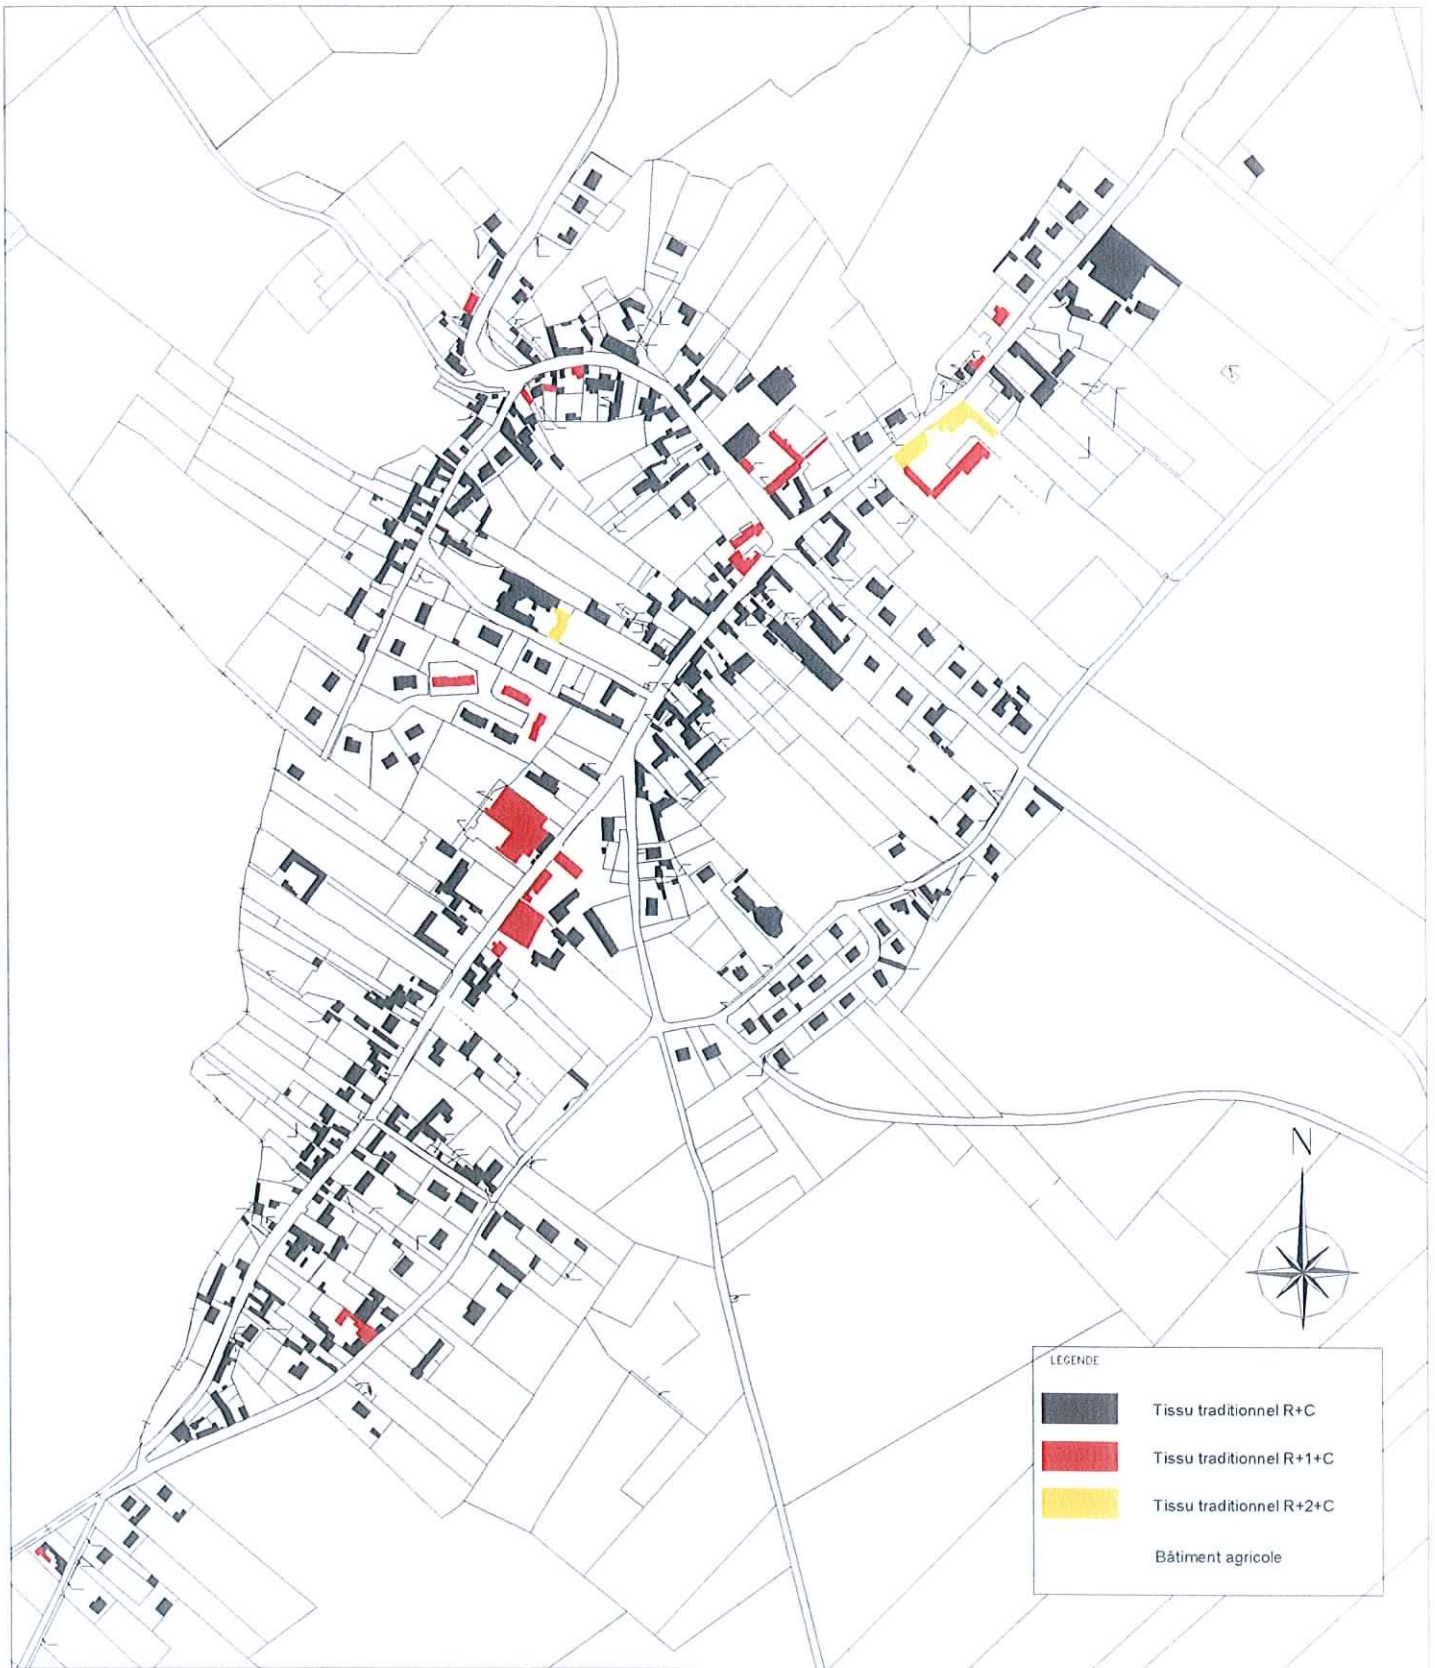 N
LEGENDE
Tissu traditionnel R+C
Tissu traditionnel R+1+C
Tissu traditionnel R+2+C
Bâtiment agricole